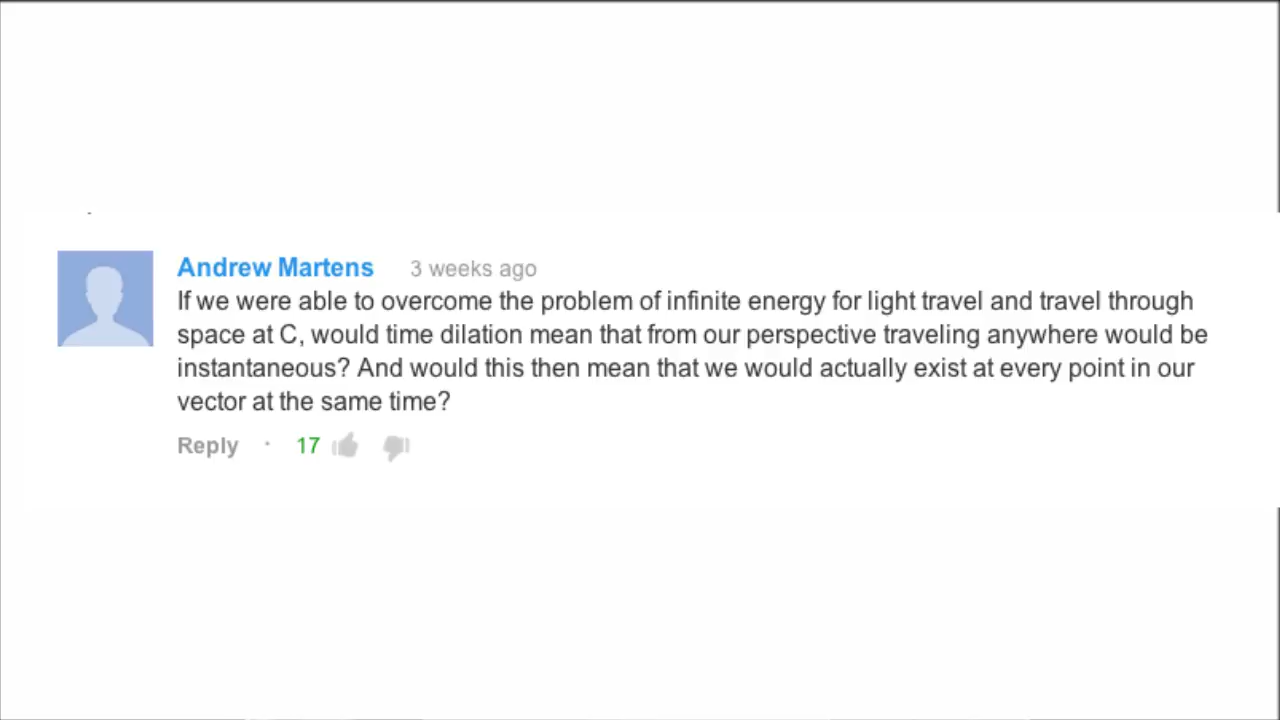 Andrew Martens 3 weeks ago
If we were able to overcome the problem of infinite energy for light travel and travel through
space at C, would time dilation mean that from our perspective traveling anywhere would be
instantaneous? And would this then mean that we would actually exist at every point in our
vector at the same time?
Reply · 17